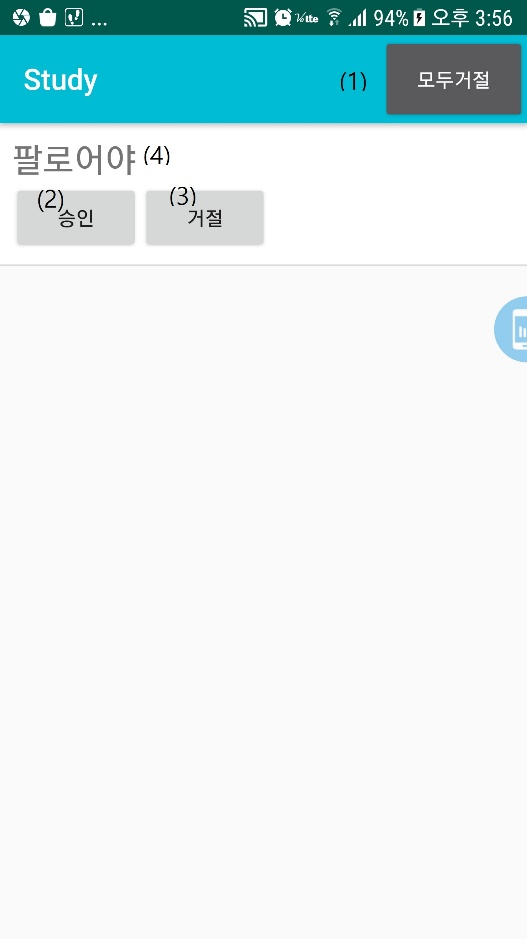 ... Volte 94% 오후 3:56
Study (1) 모두거절
팔로어야 (4)
(2) 승인 (3) 거절